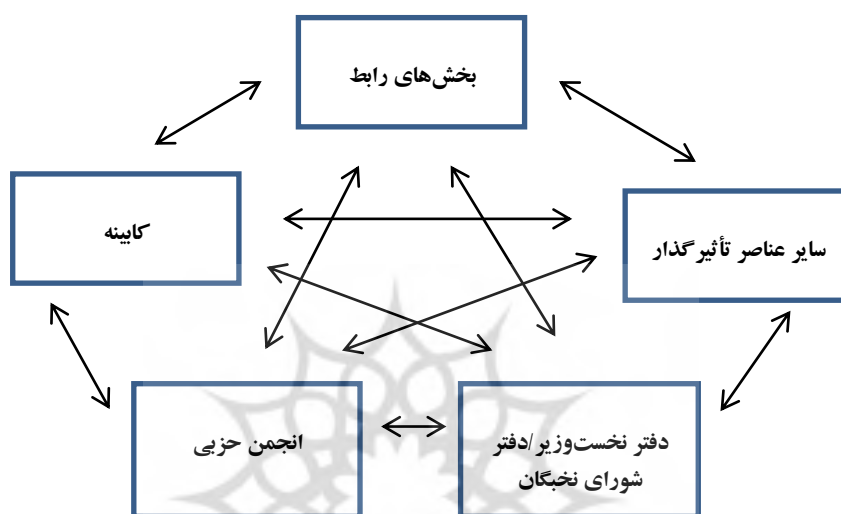 بخش‌های رابط
سایر عناصر تأثیرگذار
کابینه
دفتر نخست‌وزیر/دفتر
شورای نخبگان
انجمن حزبی